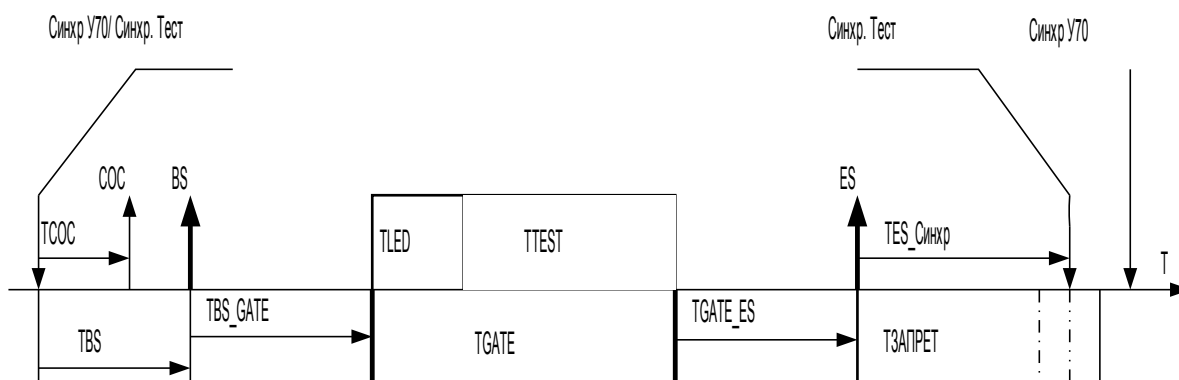 Синхр У70/ Синхр. Тест
Синхр. Тест
Синхр У70
COC
BS
ES
TCOC
TLED
TTEST
TES_Синхр
T
TBS
TBS_GATE
TGATE
TGATE_ES
TЗАПРЕТ